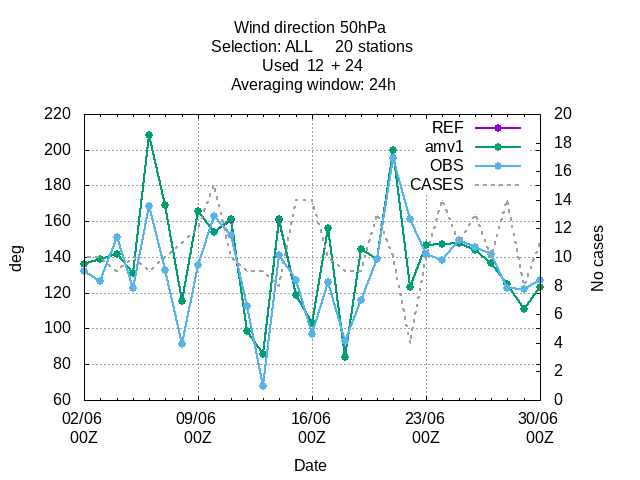 Wind direction 50hPa
Selection: ALL 20 stations
Used 12 + 24
Averaging window: 24h
220
200
180
160
140
120
100
80
60
deg
20
18
16
14
12
10
8
6
4
2
0
No cases
REF
amv1
OBS
CASES
02/06 09/06 16/06 23/06 30/06
00Z 00Z 00Z 00Z 00Z
Date